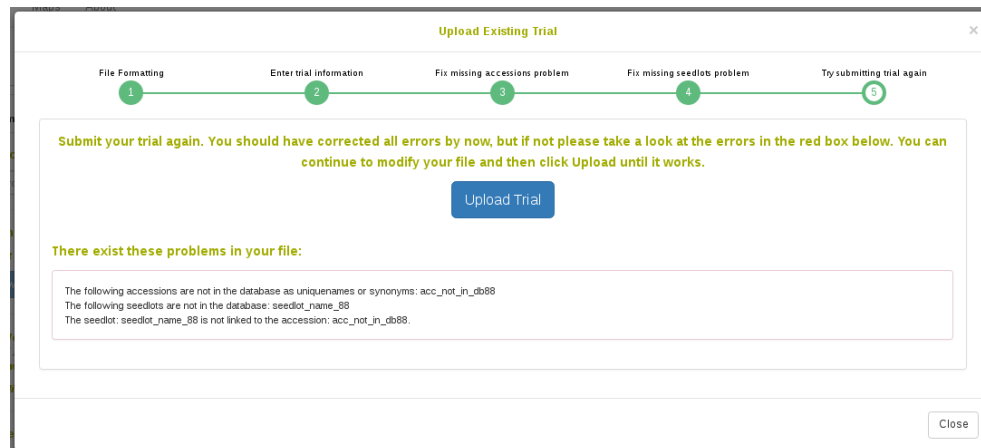 Upload Existing Trial
×
File Formatting
Enter trial information
Fix missing accessions problem
Fix missing seedlots problem
Try submitting trial again
1
2
3
4
5
Submit your trial again. You should have corrected all errors by now, but if not please take a look at the errors in the red box below. You can
continue to modify your file and then click Upload until it works.
Upload Trial
There exist these problems in your file:
The following accessions are not in the database as uniquenames or synonyms: acc_not_in_db88
The following seedlots are not in the database: seedlot_name_88
The seedlot: seedlot_name_88 is not linked to the accession: acc_not_in_db88.
Close